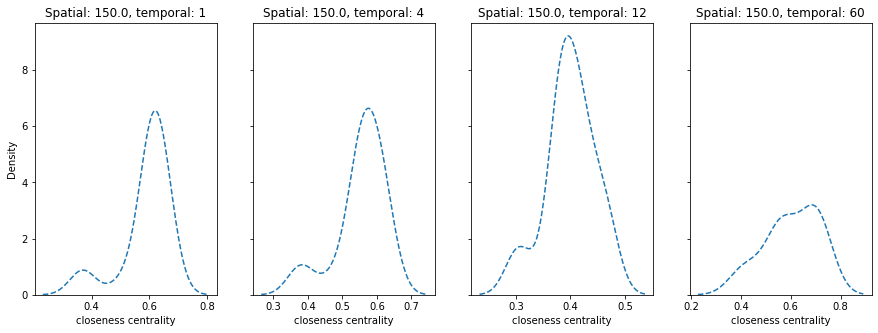 Spatial: 150.0, temporal: 1
Spatial: 150.0, temporal: 4
Spatial: 150.0, temporal: 12
Spatial: 150.0, temporal: 60
Density
8
6
4
2
0
0.4 0.6 0.8
0.3 0.4 0.5 0.6 0.7
0.3 0.4 0.5
0.2 0.4 0.6 0.8
closeness centrality
closeness centrality
closeness centrality
closeness centrality